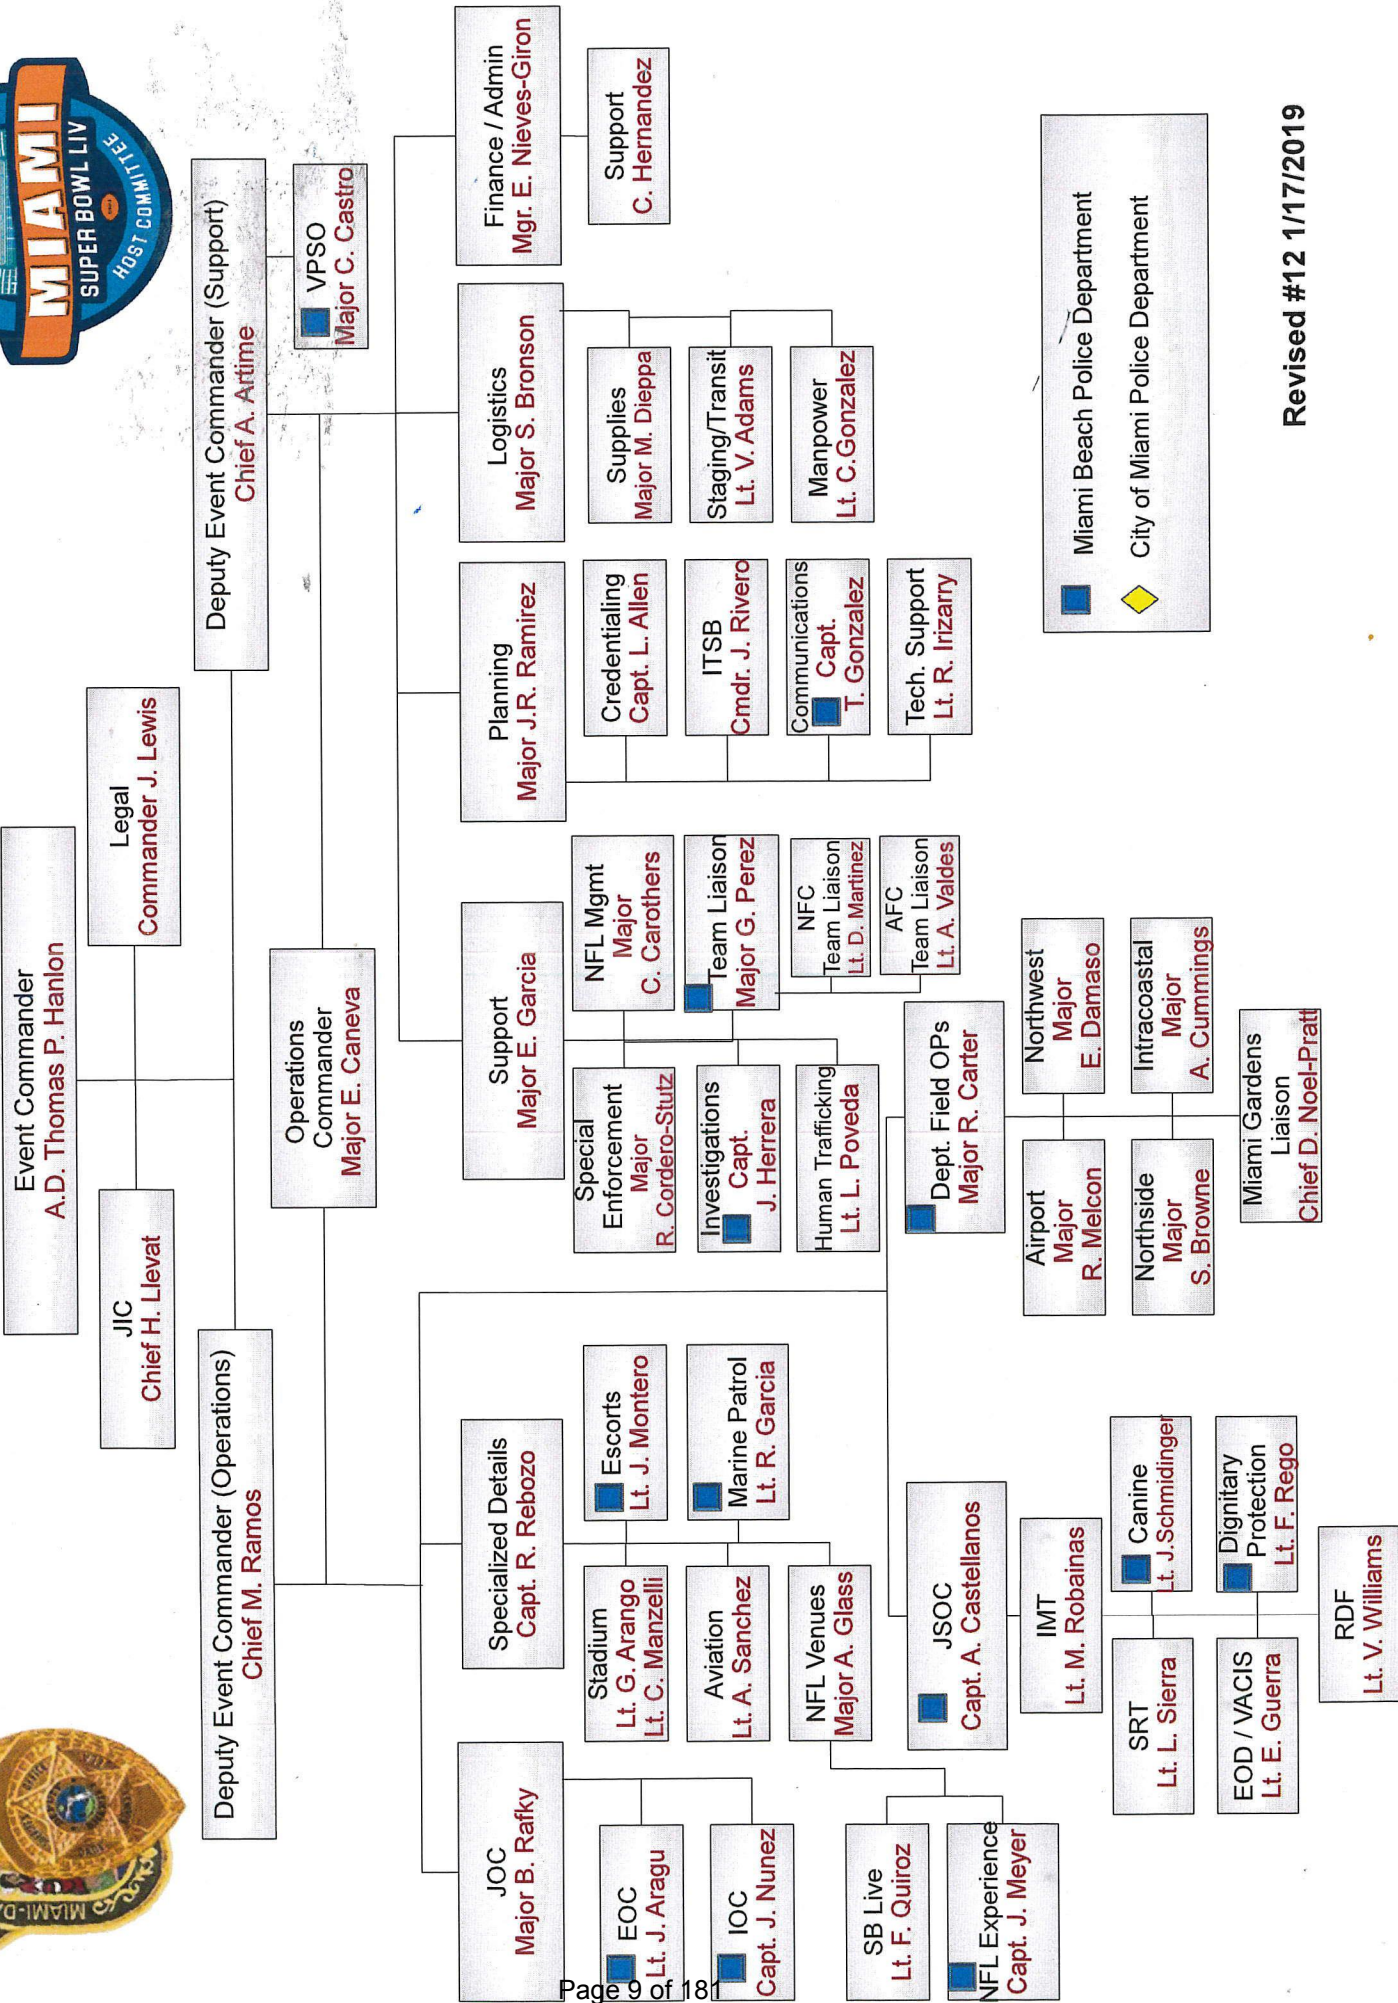 MIAMI-DA
MIAMI
SUPER BOWL LIV
HOST COMMITTEE
Event Commander
A.D. Thomas P. Hanlon
JIC
Chief H. Llevat
Legal
Commander J. Lewis
Deputy Event Commander (Operations)
Chief M. Ramos
Deputy Event Commander (Support)
Chief A. Artime
Operations
Commander
Major E. Caneva
VPSO
Major C. Castro
JOC
Major B. Rafky
EOC
Lt. J. Aragu
IOC
Capt. J. Nunez
Specialized Details
Capt. R. Rebozo
Stadium
Lt. G. Arango
Lt. C. Manzelli
Escorts
Lt. J. Montero
Aviation
Lt. A. Sanchez
Marine Patrol
Lt. R. Garcia
NFL Venues
Major A. Glass
SB Live
Lt. F. Quiroz
NFL Experience
Capt. J. Meyer
JSOC
Capt. A. Castellanos
IMT
Lt. M. Robainas
SRT
Lt. L. Sierra
Canine
Lt. J.Schmidinger
EOD / VACIS
Lt. E. Guerra
Dignitary
Protection
Lt. F. Rego
RDF
Lt. V. Williams
Dept. Field OPs
Major R. Carter
Airport
Major
R. Melcon
Northwest
Major
E. Damaso
Northside
Major
S. Browne
Intracoastal
Major
A. Cummings
Miami Gardens
Liaison
Chief D. Noel-Pratt
Support
Major E. Garcia
Special
Enforcement
Major
R. Cordero-Stutz
NFL Mgmt
Major
C. Carothers
Investigations
Capt.
J. Herrera
Team Liaison
Major G. Perez
Human Trafficking
Lt. L. Poveda
NFC
Team Liaison
Lt. D. Martinez
AFC
Team Liaison
Lt. A. Valdes
Planning
Major J.R. Ramirez
Credentialing
Capt. L. Allen
ITSB
Cmdr. J. Rivero
Communications
Capt.
T. Gonzalez
Tech. Support
Lt. R. Irizarry
Logistics
Major S. Bronson
Supplies
Major M. Dieppa
Staging/Transit
Lt. V. Adams
Manpower
Lt. C.Gonzalez
Finance / Admin
Mgr. E. Nieves-Giron
Support
C. Hernandez
Miami Beach Police Department
City of Miami Police Department
Revised #12 1/17/2019
Page 9 of 181